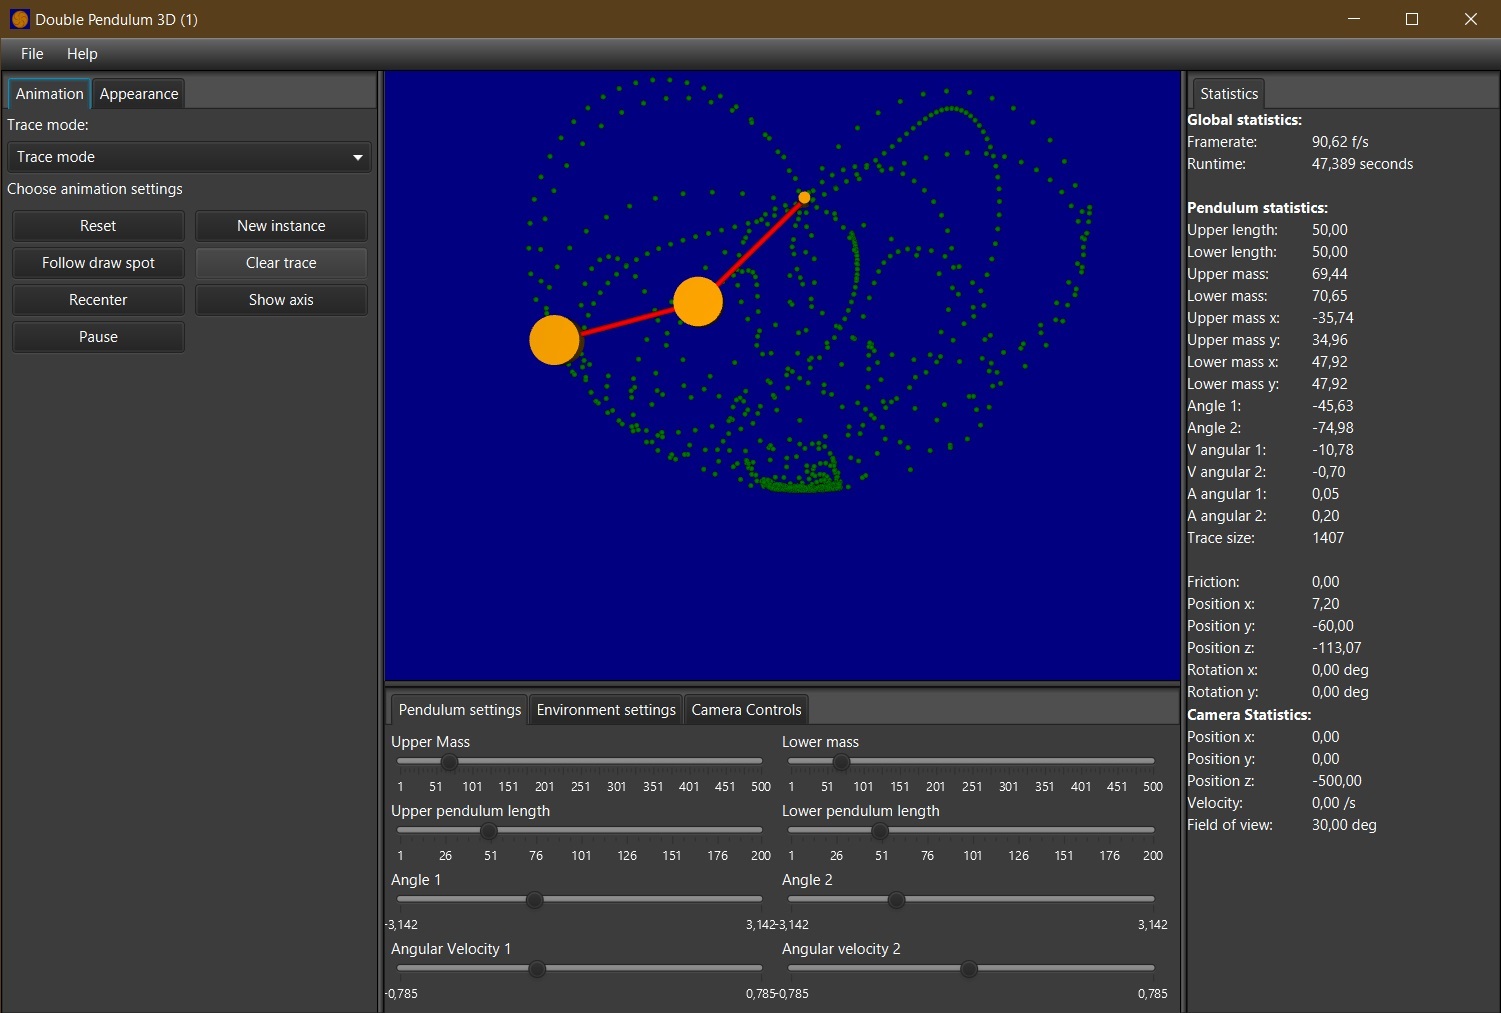 Double Pendulum 3D (1)
File Help
Animation Appearance
Trace mode:
Trace mode
Choose animation settings
Reset New instance
Follow draw spot Clear trace
Recenter Show axis
Pause
Pendulum settings Environment settings Camera Controls
Upper Mass Lower mass
1 51 101 151 201 251 301 351 401 451 500 1 51 101 151 201 251 301 351 401 451 500
Upper pendulum length Lower pendulum length
1 26 51 76 101 126 151 176 200 1 26 51 76 101 126 151 176 200
Angle 1 Angle 2
-3,142 3,142 -3,142 3,142
Angular Velocity 1 Angular velocity 2
-0,785 0,785 -0,785 0,785
Statistics
Global statistics:
Framerate: 90,62 f/s
Runtime: 47,389 seconds
Pendulum statistics:
Upper length: 50,00
Lower length: 50,00
Upper mass: 69,44
Lower mass: 70,65
Upper mass x: -35,74
Upper mass y: 34,96
Lower mass x: 47,92
Lower mass y: 47,92
Angle 1: -45,63
Angle 2: -74,98
V angular 1: -10,78
V angular 2: -0,70
A angular 1: 0,05
A angular 2: 0,20
Trace size: 1407
Friction: 0,00
Position x: 7,20
Position y: -60,00
Position z: -113,07
Rotation x: 0,00 deg
Rotation y: 0,00 deg
Camera Statistics:
Position x: 0,00
Position y: 0,00
Position z: -500,00
Velocity: 0,00 /s
Field of view: 30,00 deg